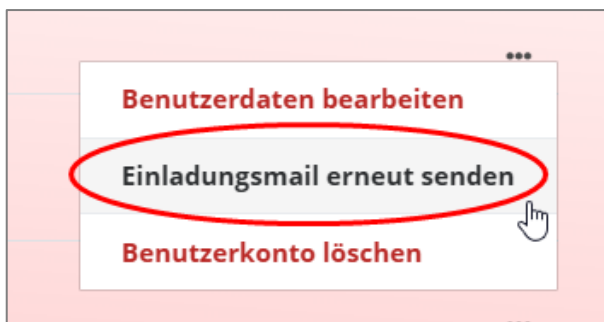 Benutzerdaten bearbeiten
Einladungsmail erneut senden
Benutzerkonto löschen